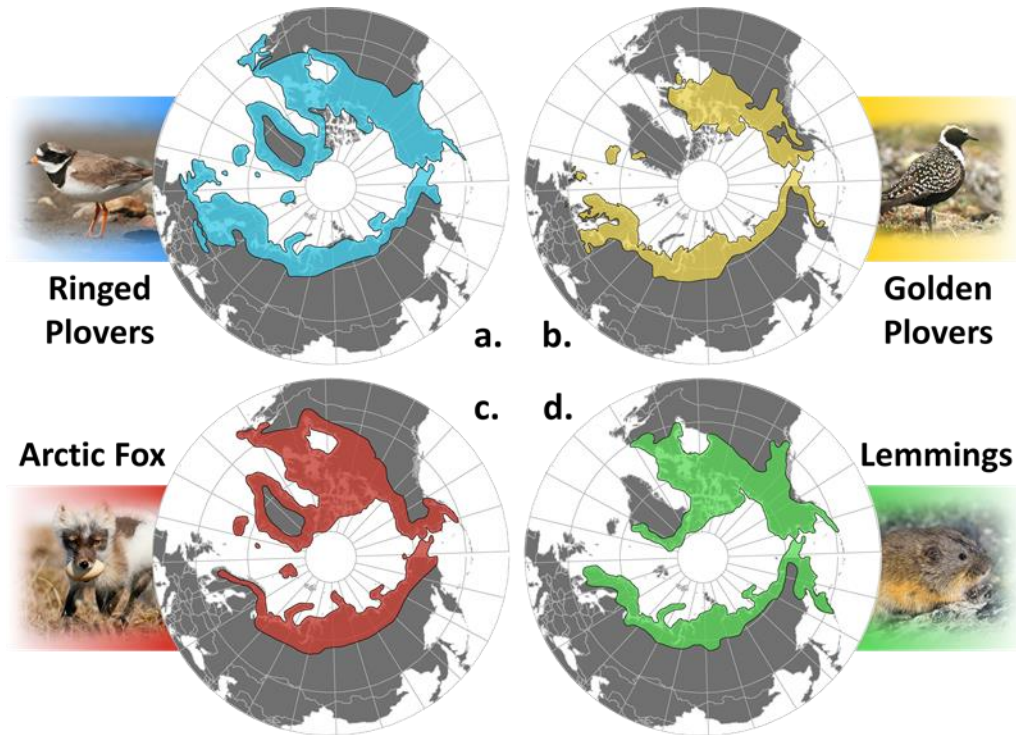 Ringed
Plovers
a.
b.
Golden
Plovers
Arctic Fox
c.
d.
Lemmings